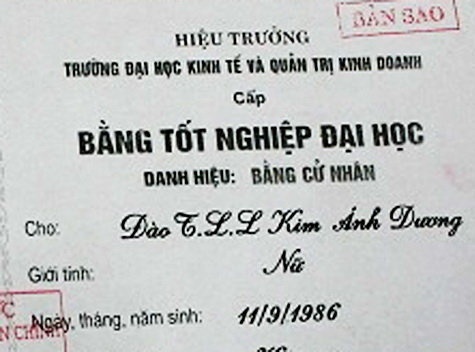 BẢN SAO
HIỆU TRƯỞNG
TRƯỜNG ĐẠI HỌC KINH TẾ VÀ QUẢN TRỊ KINH DOANH
Cấp
BẰNG TỐT NGHIỆP ĐẠI HỌC
DANH HIỆU: BẰNG CỬ NHÂN
Cho: Đào T.L.L Kim Ánh Dương
Giới tính: Nữ
Ngày, tháng, năm sinh: 11/9/1986